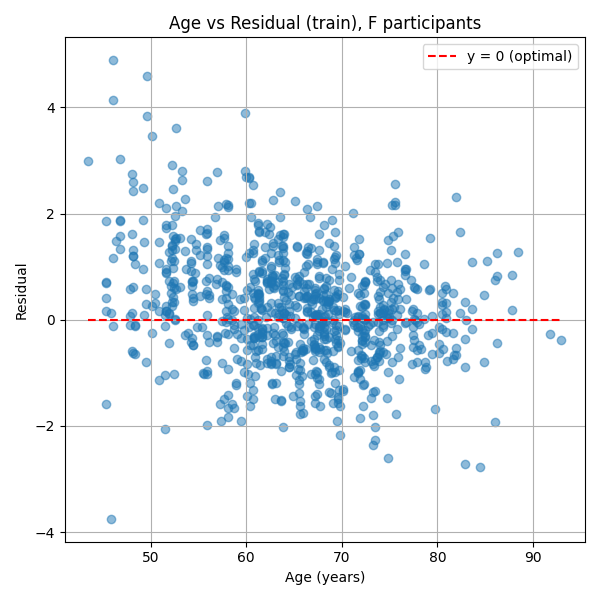 Age vs Residual (train), F participants
y = 0 (optimal)
4
2
0
−2
−4
Residual
50 60 70 80 90
Age (years)